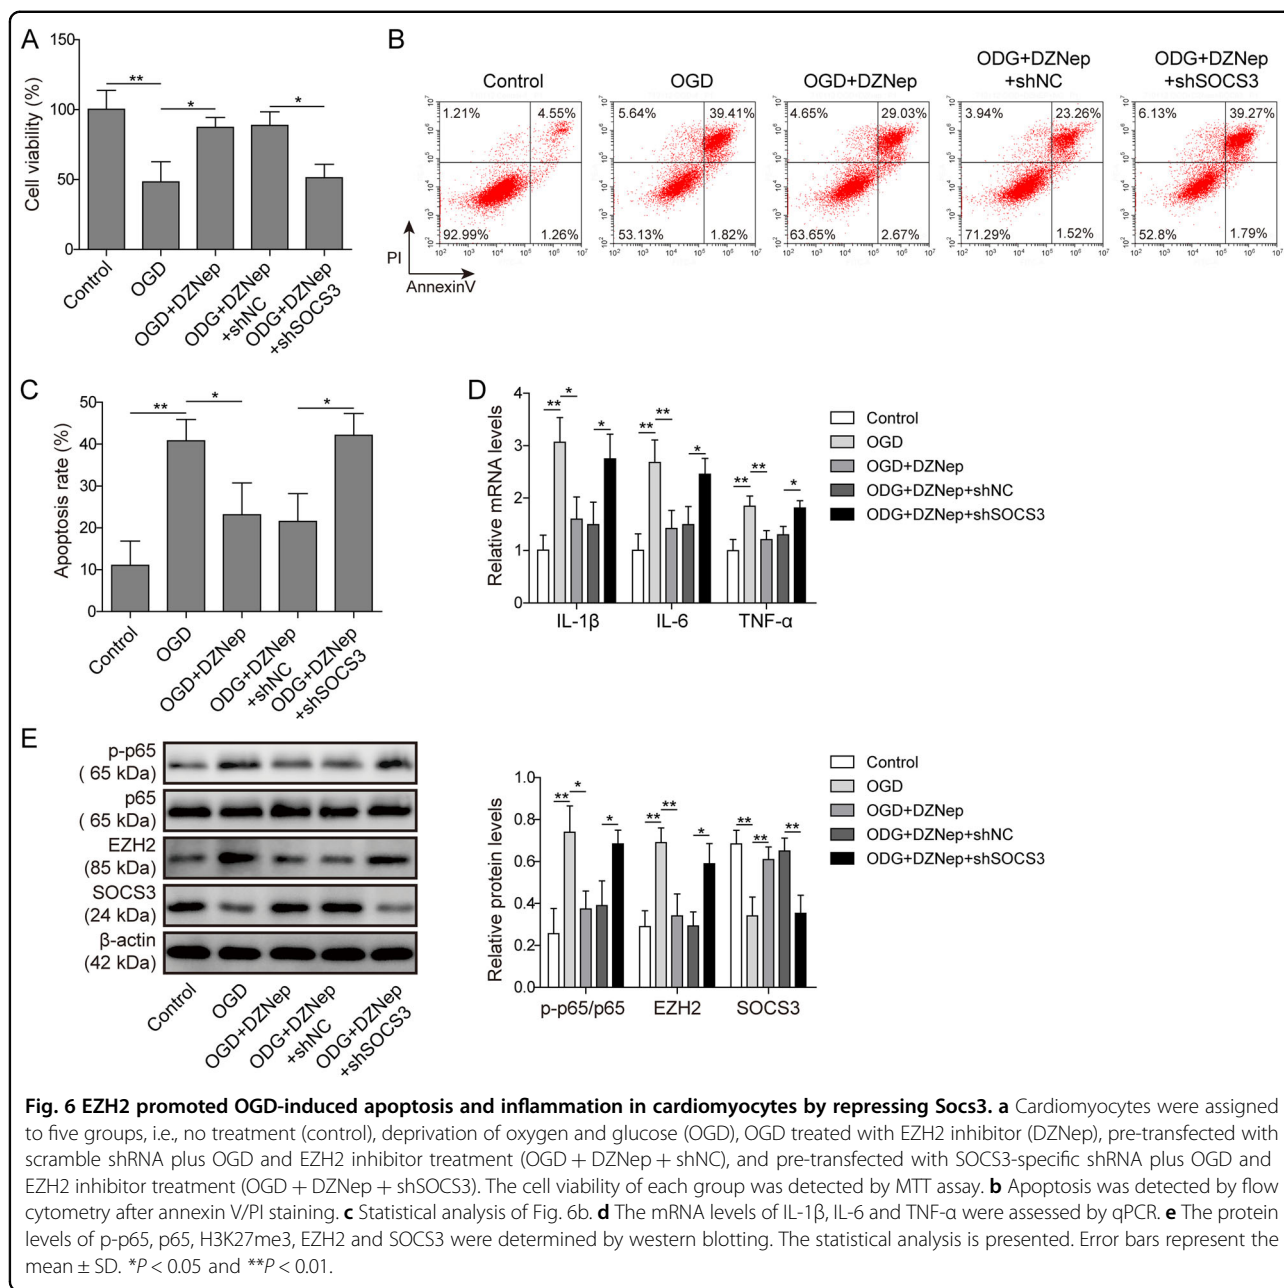 A
Cell viability (%)
150
100
50
0
**
*
*
Control
OGD
OGD+DZNep
ODG+DZNep
+shNC
ODG+DZNep
+shSOCS3
B
Control
OGD
OGD+DZNep
ODG+DZNep
+shNC
ODG+DZNep
+shSOCS3
1.21%
4.55%
92.99%
1.26%
5.64%
39.41%
53.13%
1.82%
4.65%
29.03%
63.65%
2.67%
3.94%
23.26%
71.29%
1.52%
6.13%
39.27%
52.8%
1.79%
PI
AnnexinV
C
Apoptosis rate (%)
50
40
30
20
10
0
**
*
*
Control
OGD
OGD+DZNep
ODG+DZNep
+shNC
ODG+DZNep
+shSOCS3
D
Relative mRNA levels
4
3
2
1
0
** * *
** ** *
** ** *
IL-1β IL-6 TNF-α
Control
OGD
OGD+DZNep
ODG+DZNep+shNC
ODG+DZNep+shSOCS3
E
p-p65
( 65 kDa)
p65
( 65 kDa)
EZH2
(85 kDa)
SOCS3
(24 kDa)
β-actin
(42 kDa)
Control
OGD
OGD+DZNep
ODG+DZNep
+shNC
ODG+DZNep
+shSOCS3
Relative protein levels
1.0
0.8
0.6
0.4
0.2
0.0
** * *
** ** *
** ** **
p-p65/p65 EZH2 SOCS3
Control
OGD
OGD+DZNep
ODG+DZNep+shNC
ODG+DZNep+shSOCS3
Fig. 6 EZH2 promoted OGD-induced apoptosis and inflammation in cardiomyocytes by repressing Socs3. a Cardiomyocytes were assigned
to five groups, i.e., no treatment (control), deprivation of oxygen and glucose (OGD), OGD treated with EZH2 inhibitor (DZNep), pre-transfected with
scramble shRNA plus OGD and EZH2 inhibitor treatment (OGD + DZNep + shNC), and pre-transfected with SOCS3-specific shRNA plus OGD and
EZH2 inhibitor treatment (OGD + DZNep + shSOCS3). The cell viability of each group was detected by MTT assay. b Apoptosis was detected by flow
cytometry after annexin V/PI staining. c Statistical analysis of Fig. 6b. d The mRNA levels of IL-1β, IL-6 and TNF-α were assessed by qPCR. e The protein
levels of p-p65, p65, H3K27me3, EZH2 and SOCS3 were determined by western blotting. The statistical analysis is presented. Error bars represent the
mean ± SD. *P < 0.05 and **P < 0.01.